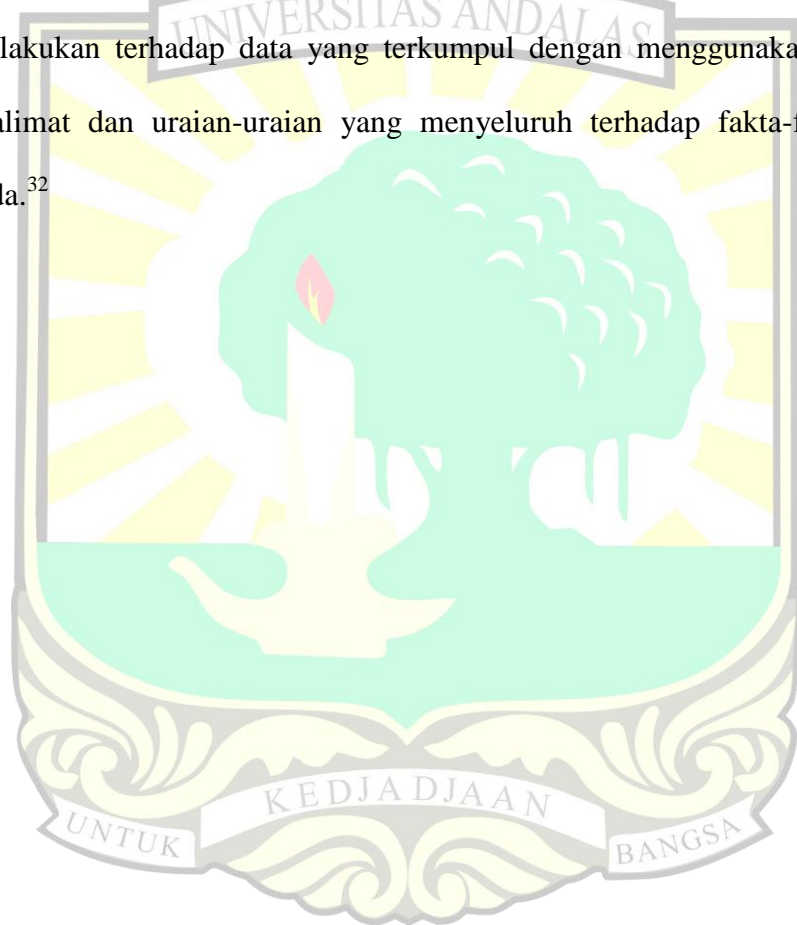 UNIVERSITAS ANDALAS
lakukan terhadap data yang terkumpul dengan menggunaka
alimat dan uraian-uraian yang menyeluruh terhadap fakta-f
da.32
UNTUK KEDJADJAAN BANGSA